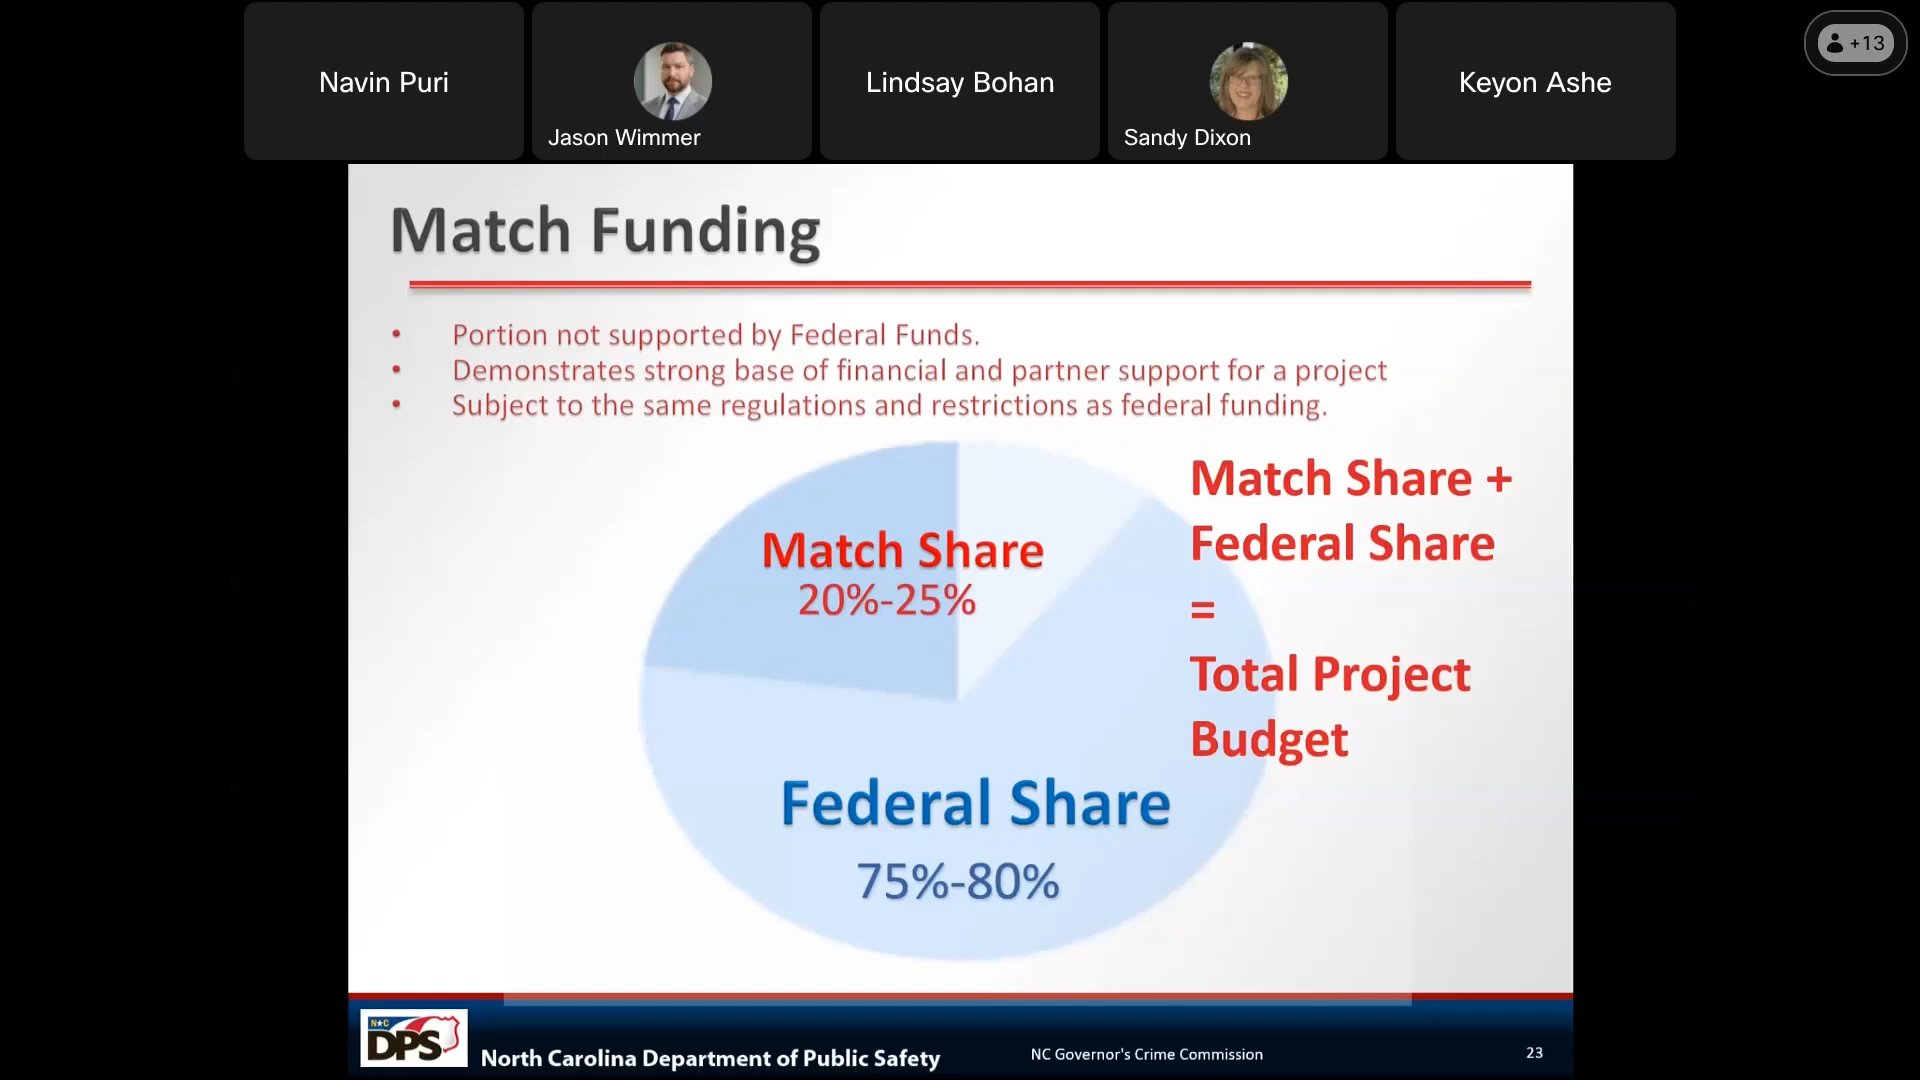 Navin Puri
Jason Wimmer
Lindsay Bohan
Sandy Dixon
Keyon Ashe
+13
Match Funding
• Portion not supported by Federal Funds.
• Demonstrates strong base of financial and partner support for a project
• Subject to the same regulations and restrictions as federal funding.
Match Share
20%-25%
Match Share +
Federal Share
=
Total Project
Budget
Federal Share
75%-80%
N★C
DPS
North Carolina Department of Public Safety
NC Governor's Crime Commission
23